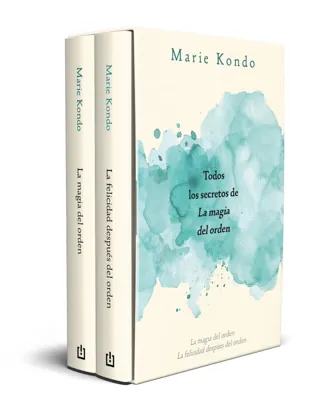 Marie Kondo
La magia del orden
Marie Kondo
La felicidad después del orden
Marie Kondo
Todos
los secretos de
La magia
del orden
La magia del orden
La felicidad después del orden